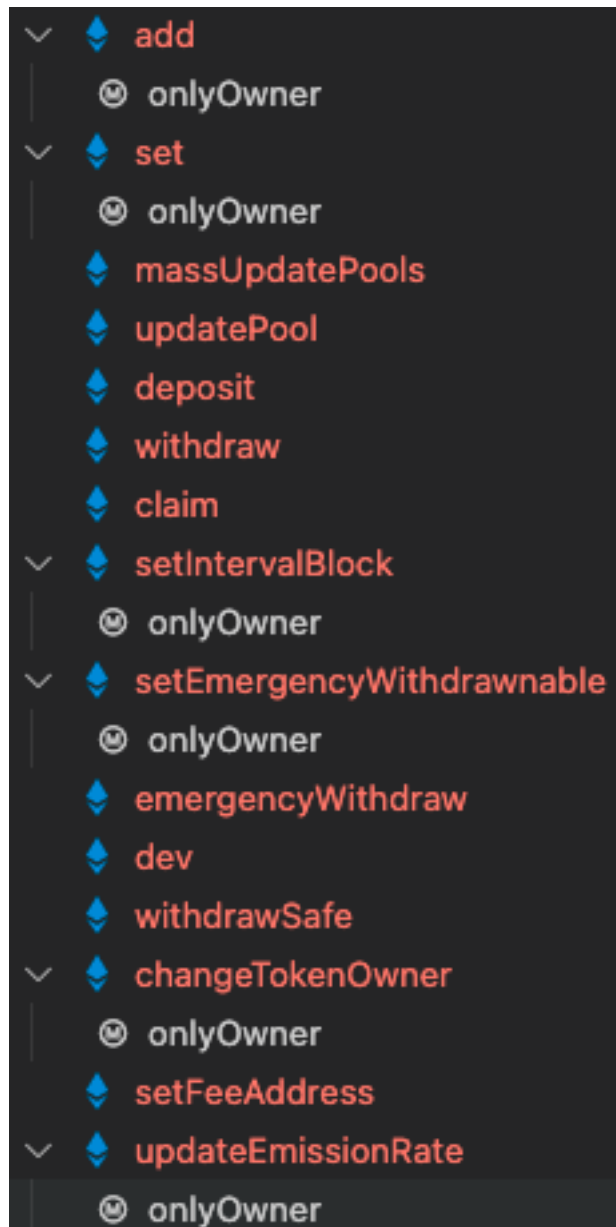 add
onlyOwner
set
onlyOwner
massUpdatePools
updatePool
deposit
withdraw
claim
setIntervalBlock
onlyOwner
setEmergencyWithdrawnable
onlyOwner
emergencyWithdraw
dev
withdrawSafe
changeTokenOwner
onlyOwner
setFeeAddress
updateEmissionRate
onlyOwner